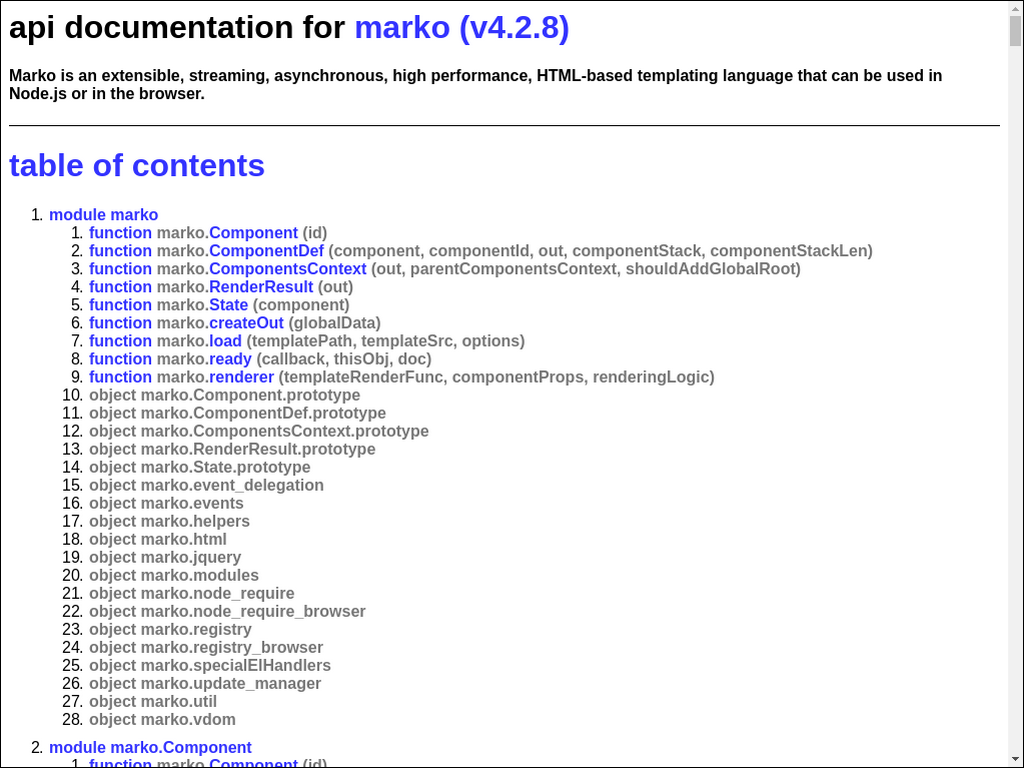 api documentation for marko (v4.2.8)
Marko is an extensible, streaming, asynchronous, high performance, HTML-based templating language that can be used in
Node.js or in the browser.
table of contents
1. module marko
1. function marko.Component (id)
2. function marko.ComponentDef (component, componentId, out, componentStack, componentStackLen)
3. function marko.ComponentsContext (out, parentComponentsContext, shouldAddGlobalRoot)
4. function marko.RenderResult (out)
5. function marko.State (component)
6. function marko.createOut (globalData)
7. function marko.load (templatePath, templateSrc, options)
8. function marko.ready (callback, thisObj, doc)
9. function marko.renderer (templateRenderFunc, componentProps, renderingLogic)
10. object marko.Component.prototype
11. object marko.ComponentDef.prototype
12. object marko.ComponentsContext.prototype
13. object marko.RenderResult.prototype
14. object marko.State.prototype
15. object marko.event_delegation
16. object marko.events
17. object marko.helpers
18. object marko.html
19. object marko.jquery
20. object marko.modules
21. object marko.node_require
22. object marko.node_require_browser
23. object marko.registry
24. object marko.registry_browser
25. object marko.specialElHandlers
26. object marko.update_manager
27. object marko.util
28. object marko.vdom
2. module marko.Component
1. function marko.Component (id)